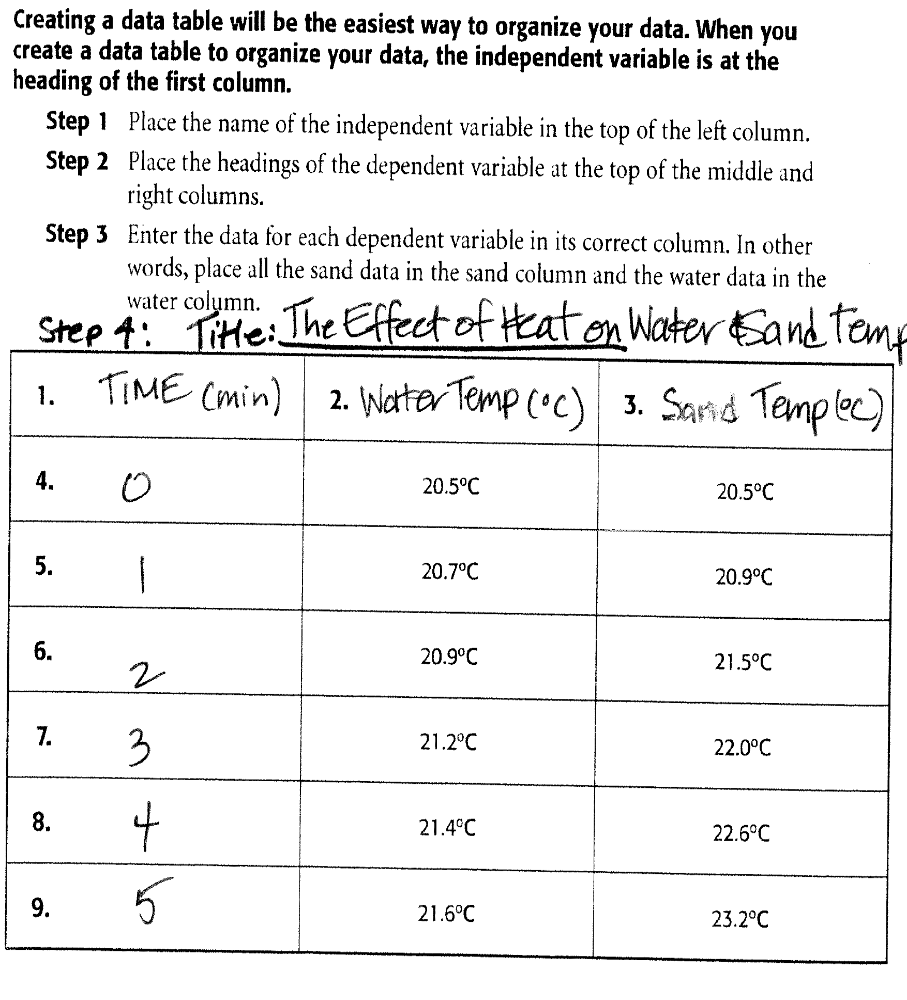 Creating a data table will be the easiest way to organize your data. When you
create a data table to organize your data, the independent variable is at the
heading of the first column.
Step 1 Place the name of the independent variable in the top of the left column.
Step 2 Place the headings of the dependent variable at the top of the middle and
right columns.
Step 3 Enter the data for each dependent variable in its correct column. In other
words, place all the sand data in the sand column and the water data in the
water column.
Step 4: Title: The Effect of Heat on Water & Sand Temp
1. TIME (min) 2. Water Temp (°C) 3. Sand Temp (°C)
4. 0 20.5°C 20.5°C
5. 1 20.7°C 20.9°C
6. 2 20.9°C 21.5°C
7. 3 21.2°C 22.0°C
8. 4 21.4°C 22.6°C
9. 5 21.6°C 23.2°C